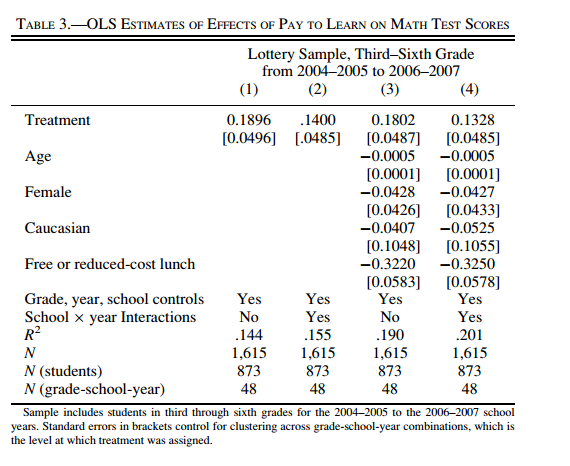 TABLE 3.—OLS ESTIMATES OF EFFECTS OF PAY TO LEARN ON MATH TEST SCORES
Lottery Sample, Third–Sixth Grade
from 2004–2005 to 2006–2007
(1) (2) (3) (4)
Treatment 0.1896 .1400 0.1802 0.1328
[0.0496] [.0485] [0.0487] [0.0485]
Age −0.0005 −0.0005
[0.0001] [0.0001]
Female −0.0428 −0.0427
[0.0426] [0.0433]
Caucasian −0.0407 −0.0525
[0.1048] [0.1055]
Free or reduced-cost lunch −0.3220 −0.3250
[0.0583] [0.0578]
Grade, year, school controls Yes Yes Yes Yes
School × year Interactions No Yes No Yes
R² .144 .155 .190 .201
N 1,615 1,615 1,615 1,615
N (students) 873 873 873 873
N (grade-school-year) 48 48 48 48
Sample includes students in third through sixth grades for the 2004–2005 to the 2006–2007 school
years. Standard errors in brackets control for clustering across grade-school-year combinations, which is
the level at which treatment was assigned.